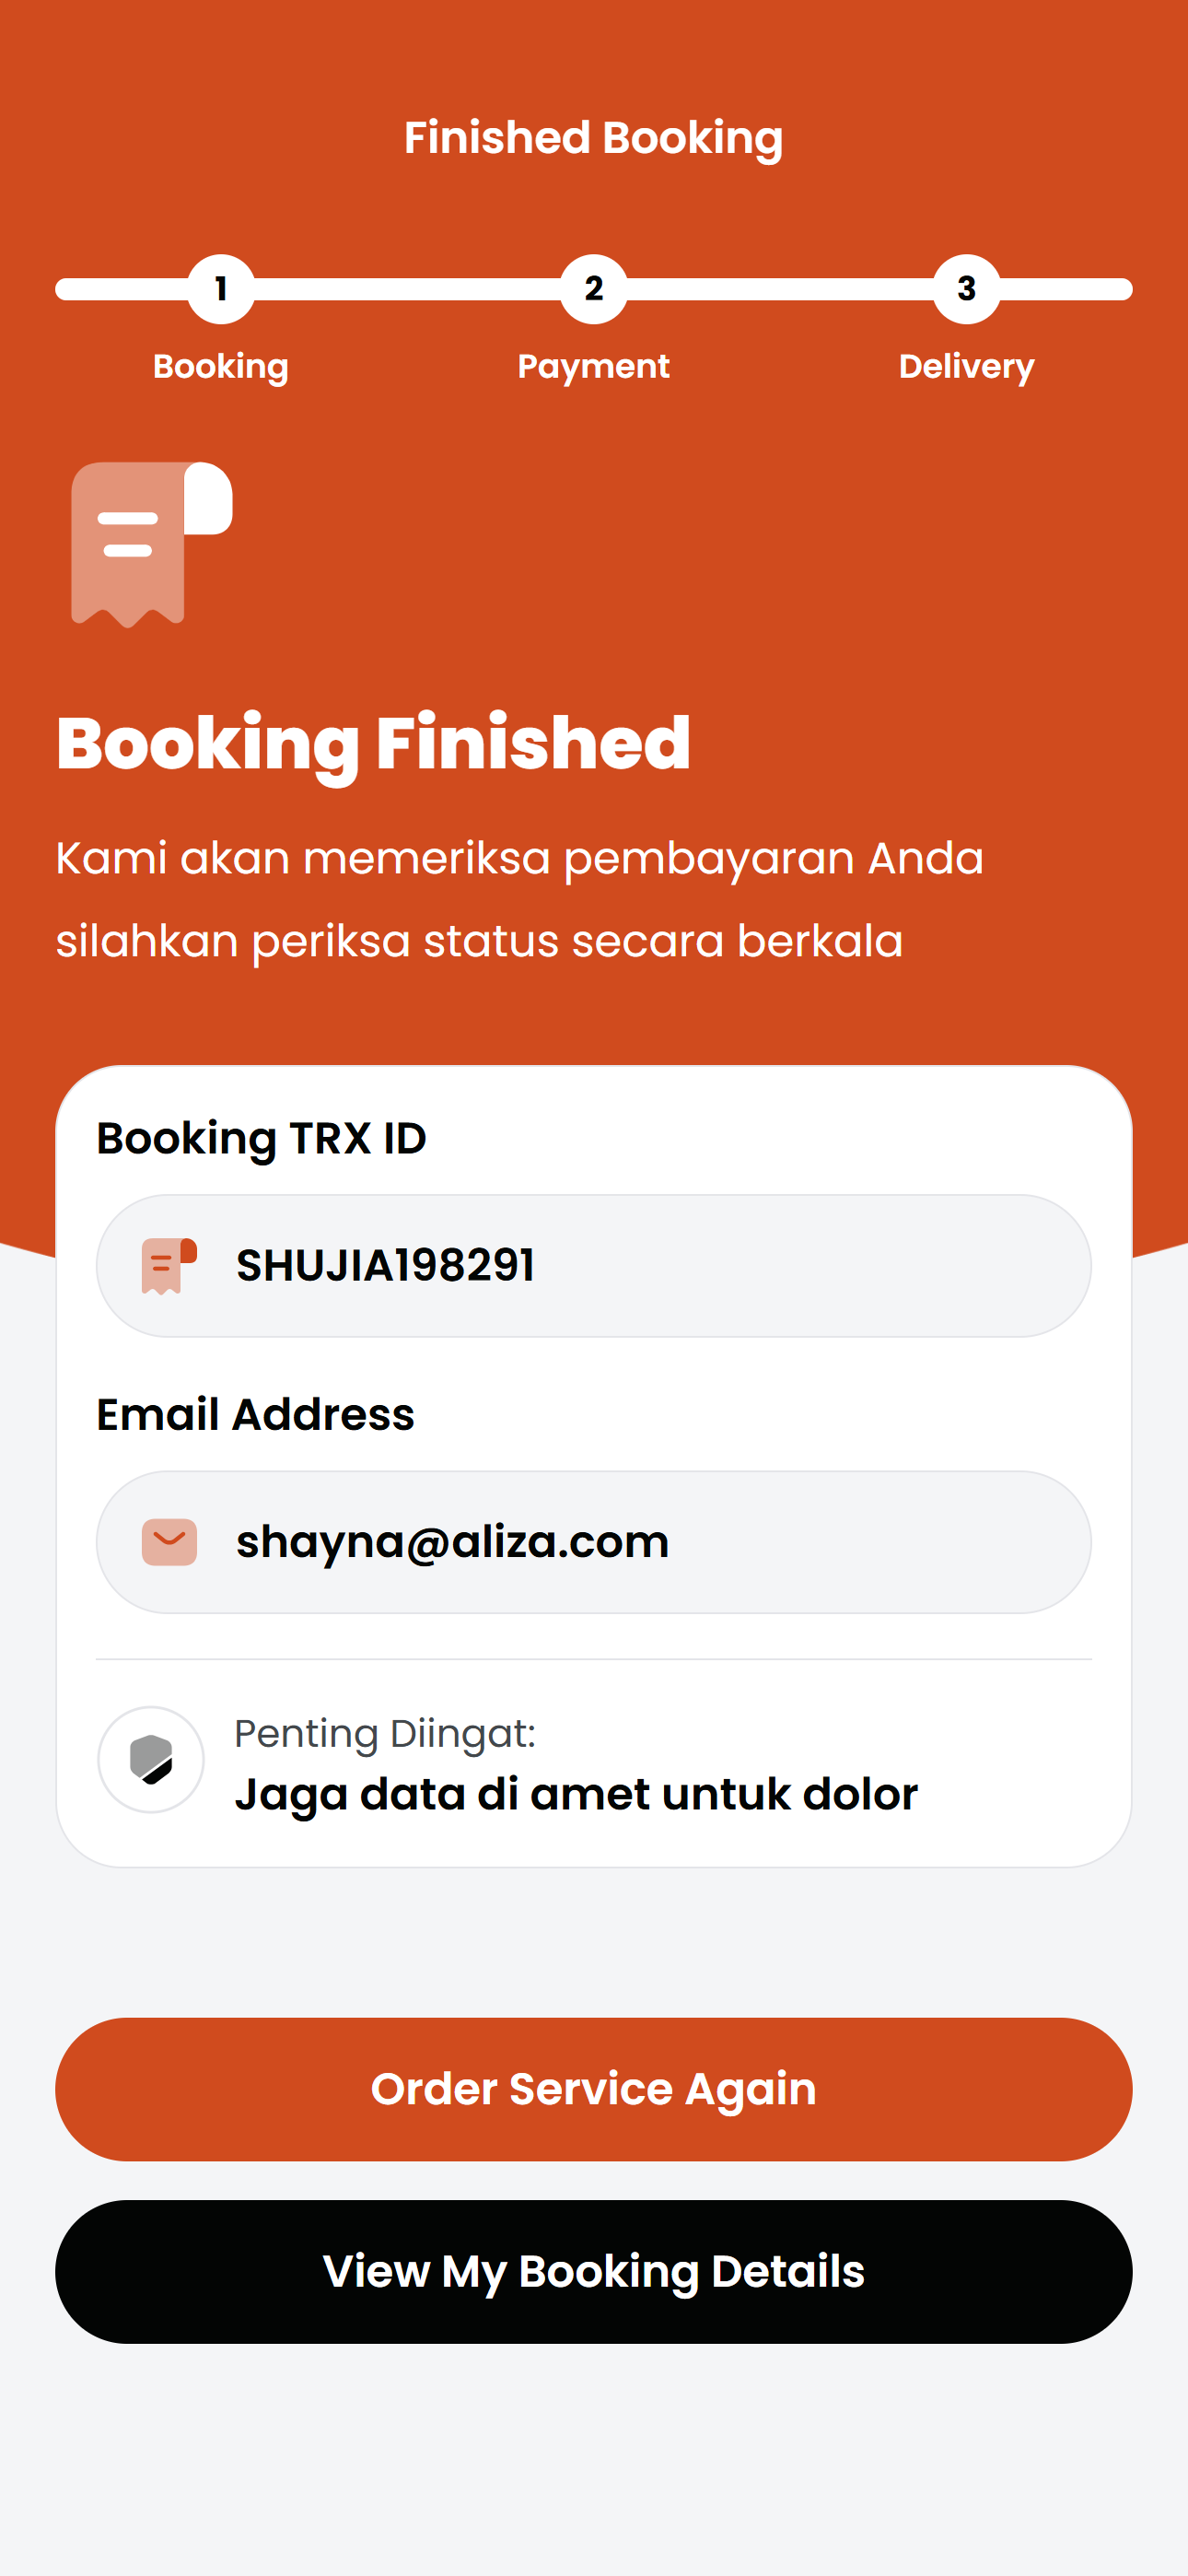 Finished Booking
1 2 3
Booking Payment Delivery
Booking Finished
Kami akan memeriksa pembayaran Anda
silahkan periksa status secara berkala
Booking TRX ID
SHUJIA198291
Email Address
shayna@aliza.com
Penting Diingat:
Jaga data di amet untuk dolor
Order Service Again
View My Booking Details